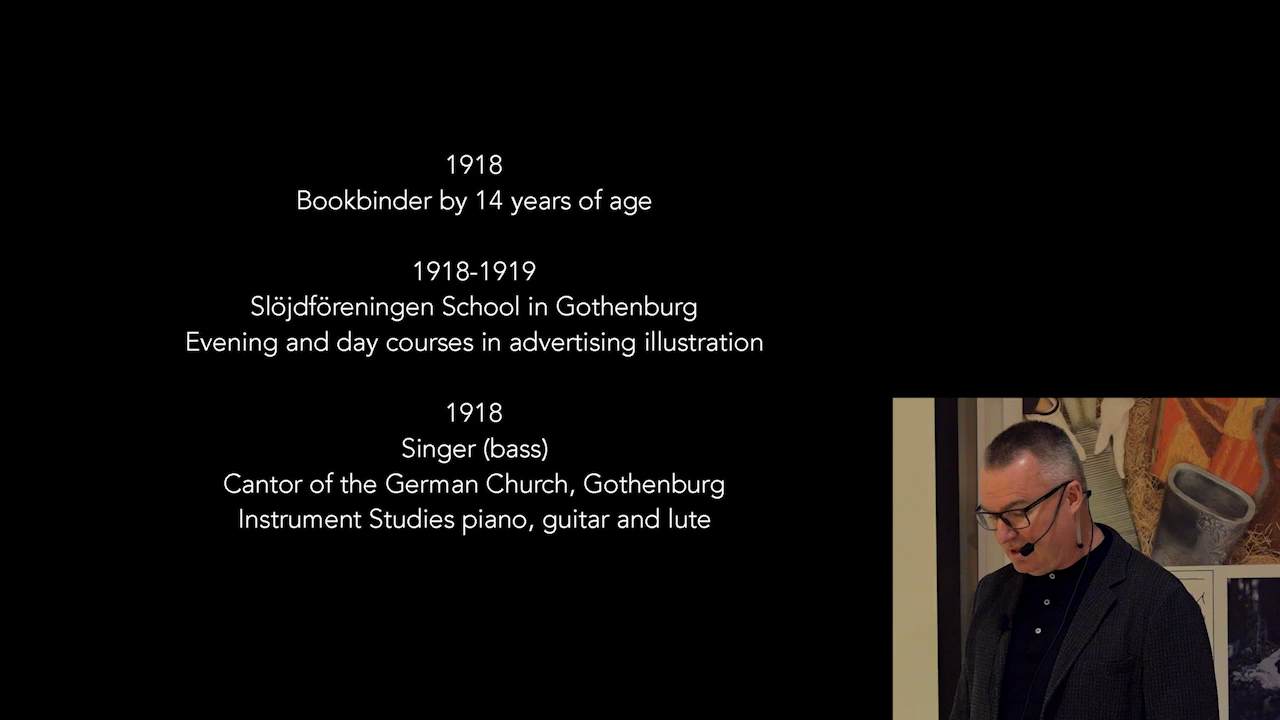 1918
Bookbinder by 14 years of age
1918-1919
Slöjdföreningen School in Gothenburg
Evening and day courses in advertising illustration
1918
Singer (bass)
Cantor of the German Church, Gothenburg
Instrument Studies piano, guitar and lute